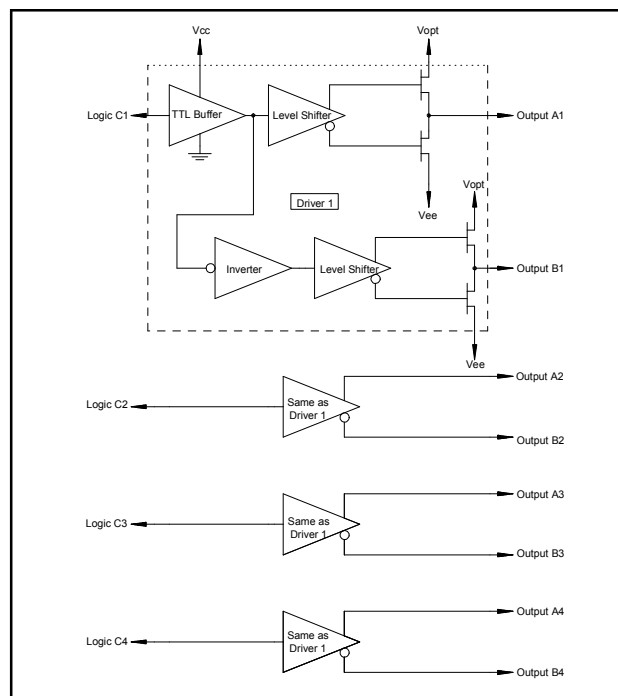 Vcc
Vopt
Logic C1
TTL Buffer
Level Shifter
Output A1
Driver 1
Vee
Vopt
Inverter
Level Shifter
Output B1
Vee
Output A2
Logic C2
Same as
Driver 1
Output B2
Output A3
Logic C3
Same as
Driver 1
Output B3
Output A4
Logic C4
Same as
Driver 1
Output B4